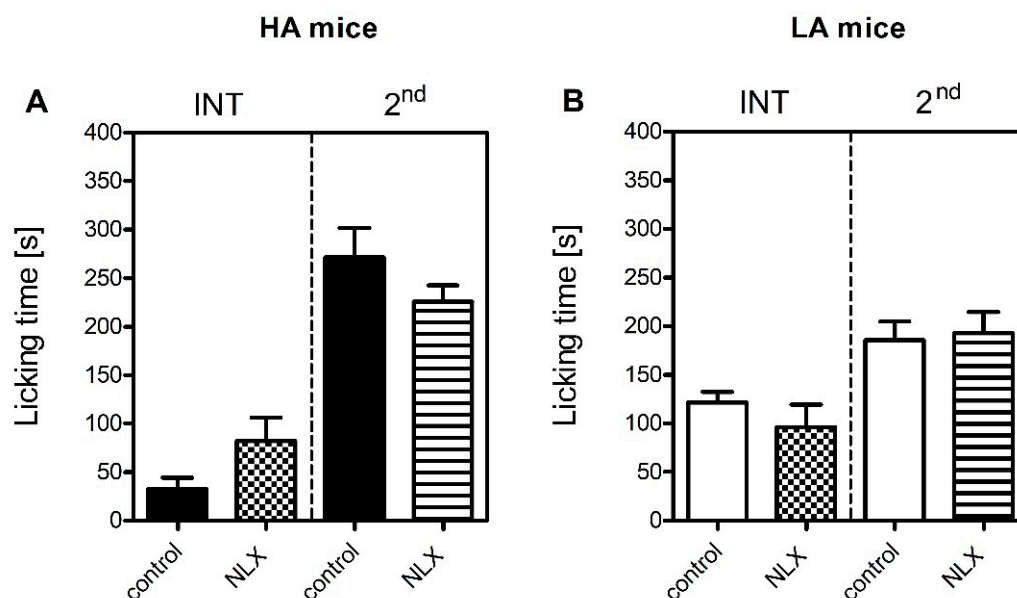 HA mice
A
INT 2nd
Licking time [s]
400
350
300
250
200
150
100
50
0
control NLX control NLX
LA mice
B
INT 2nd
Licking time [s]
400
350
300
250
200
150
100
50
0
control NLX control NLX